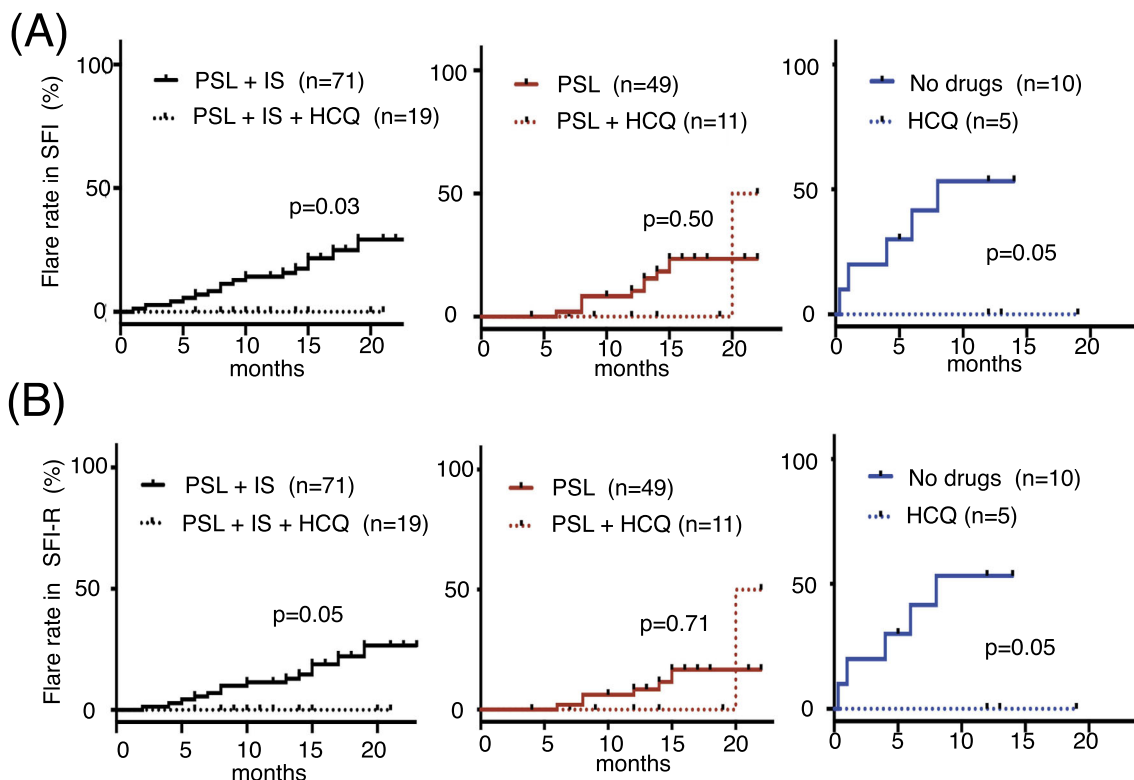 (A)
Flare rate in SFI (%)
100
50
0
PSL + IS (n=71)
PSL + IS + HCQ (n=19)
p=0.03
0 5 10 15 20
months
100
50
0
PSL (n=49)
PSL + HCQ (n=11)
p=0.50
0 5 10 15 20
months
100
50
0
No drugs (n=10)
HCQ (n=5)
p=0.05
0 5 10 15 20
months
(B)
Flare rate in SFI-R (%)
100
50
0
PSL + IS (n=71)
PSL + IS + HCQ (n=19)
p=0.05
0 5 10 15 20
months
100
50
0
PSL (n=49)
PSL + HCQ (n=11)
p=0.71
0 5 10 15 20
months
100
50
0
No drugs (n=10)
HCQ (n=5)
p=0.05
0 5 10 15 20
months